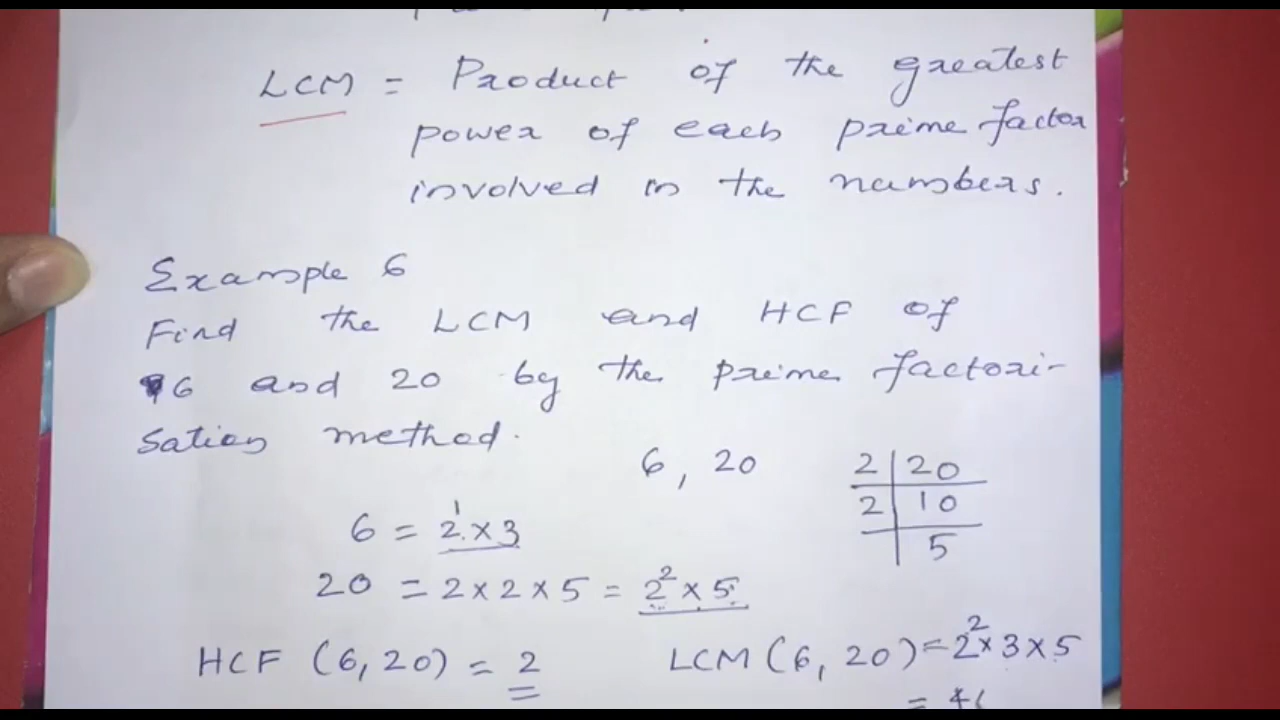 LCM = Product of the greatest
power of each prime factor
involved in the numbers.
Example 6
Find the LCM and HCF of
6 and 20 by the prime factori-
sation method.
6, 20
2 | 20
2 | 10
5
6 = 2¹ × 3
20 = 2 × 2 × 5 = 2² × 5
HCF (6, 20) = 2
LCM (6, 20) = 2² × 3 × 5
=